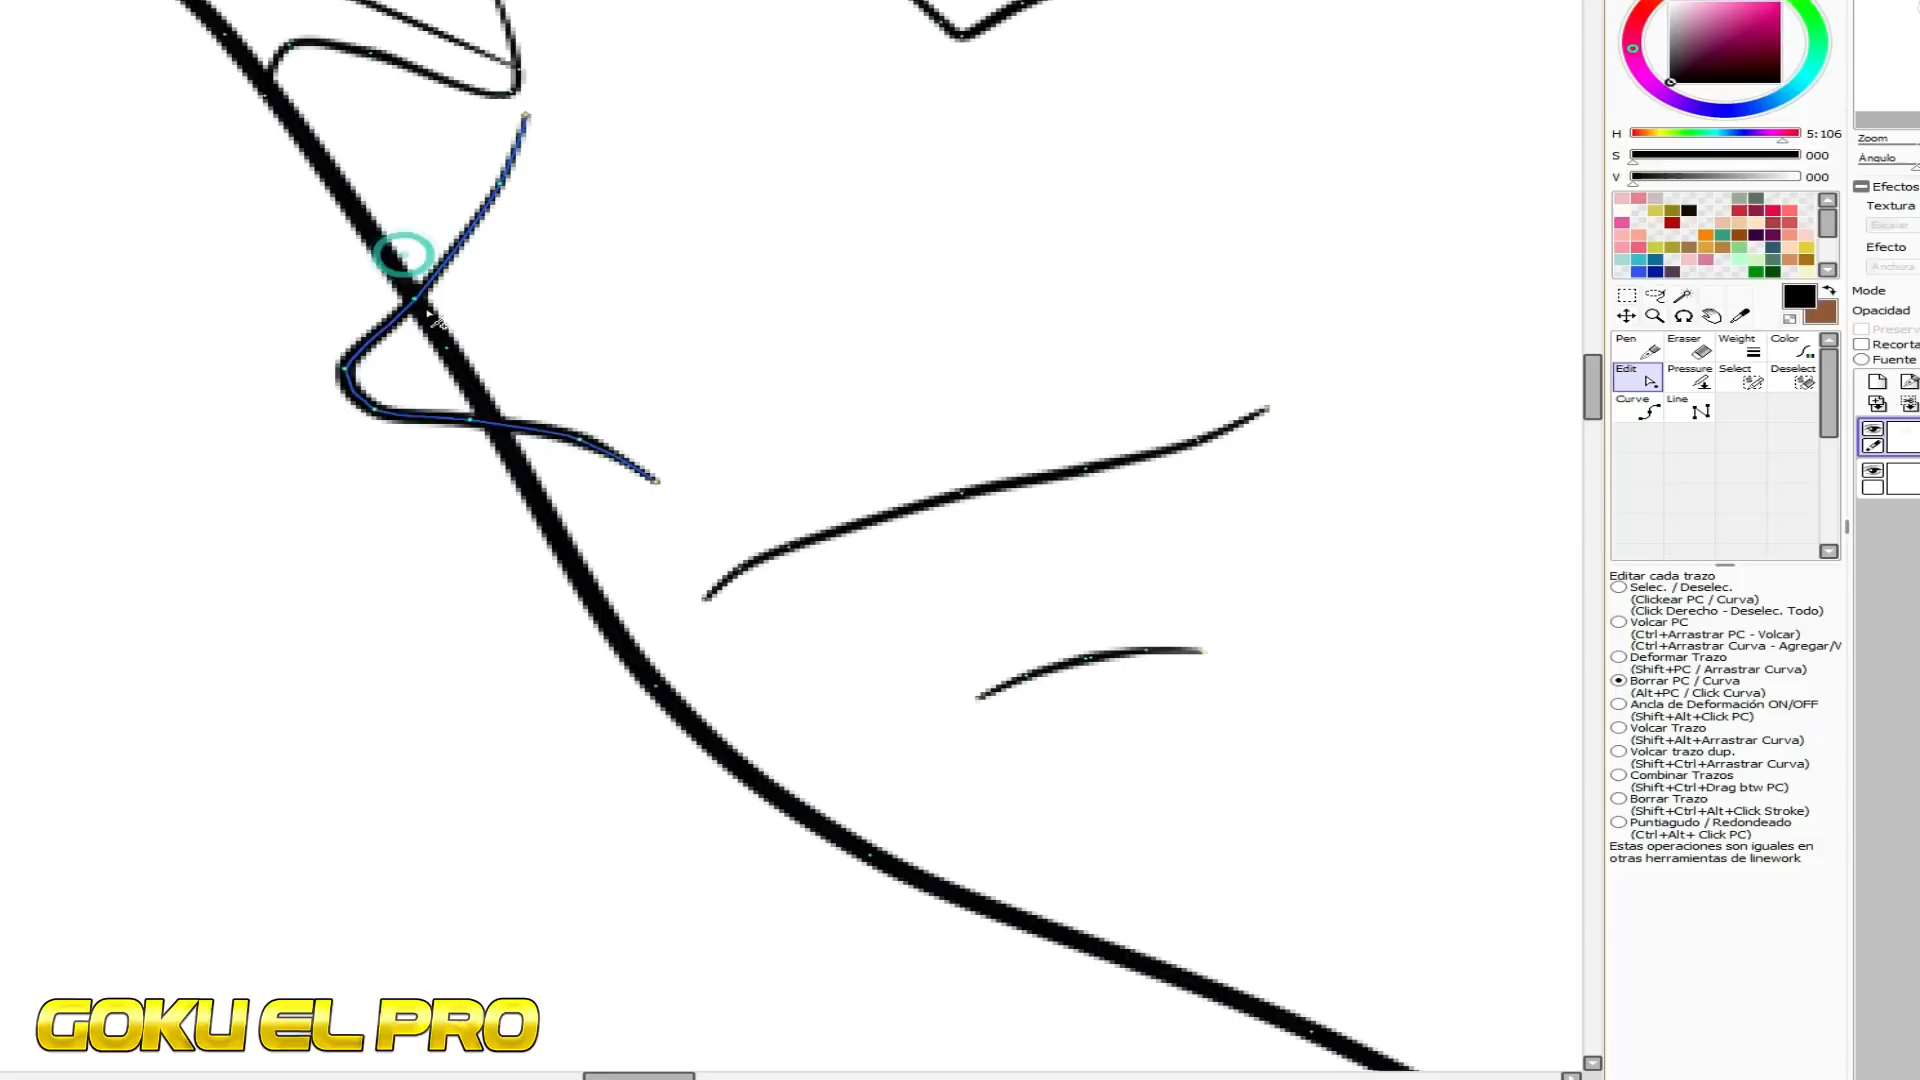 H 5:106
S 000
V 000
Zoom
Ángulo
Efectos
Textura
Escalar
Efecto
Anchura
Mode
Opacidad
Preserv
Recorta
Fuente
Pen Eraser Weight Color
Edit Pressure Select Deselect
Curve Line
Editar cada trazo
Selec. / Deselec.
(Clickear PC / Curva)
(Click Derecho - Deselec. Todo)
Volcar PC
(Ctrl+Arrastrar PC - Volcar)
(Ctrl+Arrastrar Curva - Agregar/V
Deformar Trazo
(Shift+PC / Arrastrar Curva)
Borrar PC / Curva
(Alt+PC / Click Curva)
Ancla de Deformación ON/OFF
(Shift+Alt+Click PC)
Volcar Trazo
(Shift+Alt+Arrastrar Curva)
Volcar trazo dup.
(Shift+Ctrl+Arrastrar Curva)
Combinar Trazos
(Shift+Ctrl+Drag btw PC)
Borrar Trazo
(Shift+Ctrl+Alt+Click Stroke)
Puntiagudo / Redondeado
(Ctrl+Alt+ Click PC)
Estas operaciones son iguales en
otras herramientas de linework
GOKU EL PRO